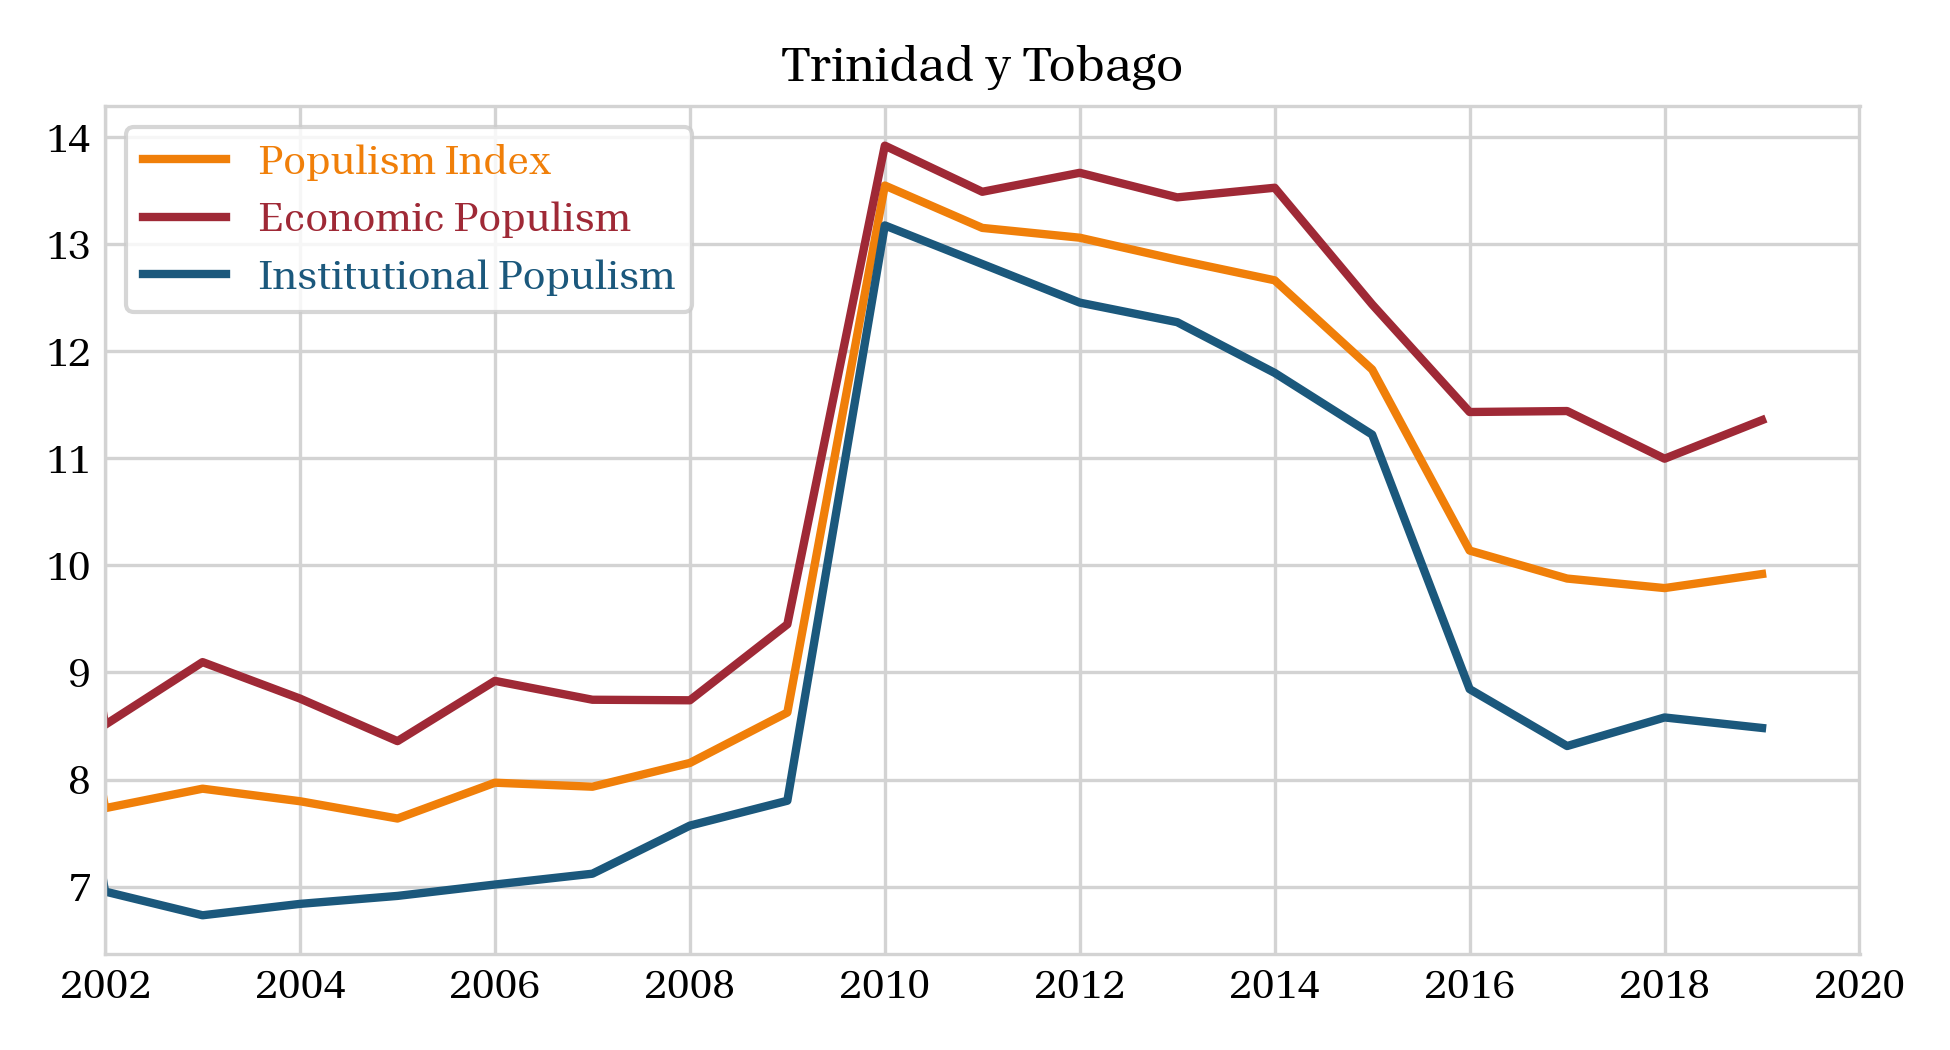 Trinidad y Tobago
Populism Index
Economic Populism
Institutional Populism
14
13
12
11
10
9
8
7
2002 2004 2006 2008 2010 2012 2014 2016 2018 2020